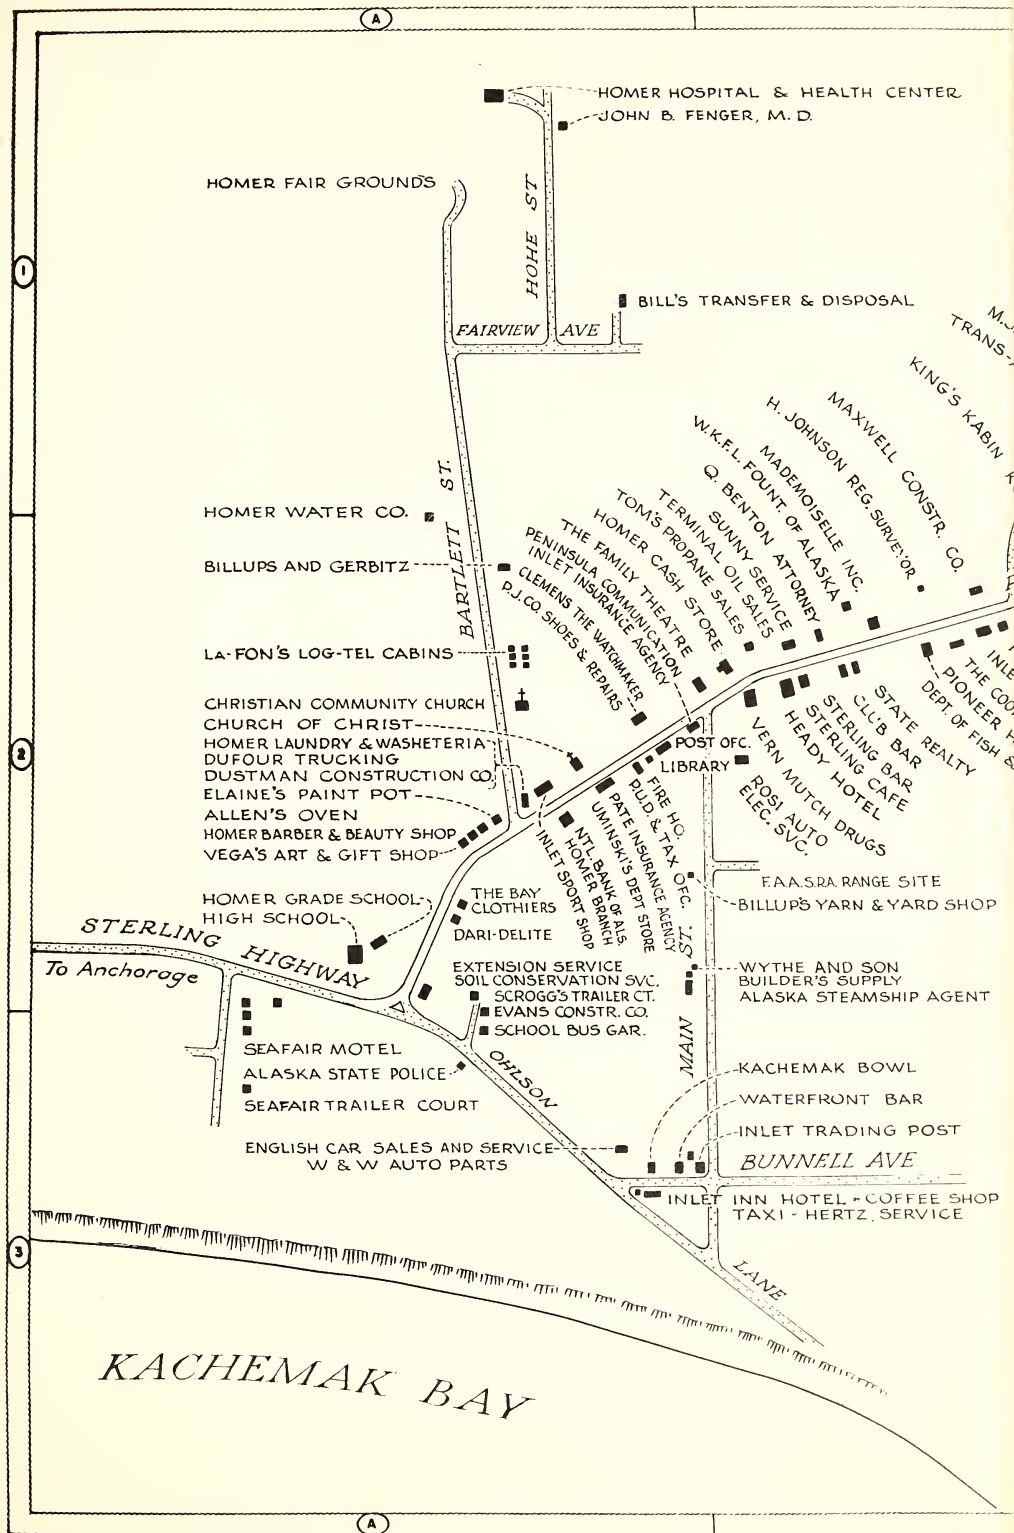 A
HOMER HOSPITAL & HEALTH CENTER
JOHN B. FENGER, M. D.
HOMER FAIR GROUNDS
HOHE ST
1
BILL'S TRANSFER & DISPOSAL
FAIRVIEW AVE
TRANS-
KING'S KABIN
MAXWELL CONSTR. CO.
H. JOHNSON REG. SURVEYOR
MADEMOISELLE INC.
W.K.F.L. FOUNT. OF ALASKA
Q. BENTON ATTORNEY
SUNNY SERVICE
TERMINAL OIL SALES
TOM'S PROPANE SALES
HOMER CASH STORE
THE FAMILY THEATRE
PENINSULA COMMUNICATION
INLET INSURANCE AGENCY
CLEMENS THE WATCHMAKER
P.J.CO. SHOES & REPAIRS
BARTLETT ST.
HOMER WATER CO.
BILLUPS AND GERBITZ
LA-FON'S LOG-TEL CABINS
CHRISTIAN COMMUNITY CHURCH
CHURCH OF CHRIST
HOMER LAUNDRY & WASHETERIA
DUFOUR TRUCKING
DUSTMAN CONSTRUCTION CO.
ELAINE'S PAINT POT
ALLEN'S OVEN
HOMER BARBER & BEAUTY SHOP
VEGA'S ART & GIFT SHOP
2
POST OFC.
LIBRARY
INLET SPORT SHOP
NTL. BANK OF ALS.
HOMER BRANCH
UMINSKI'S DEPT STORE
PATE INSURANCE AGENCY
P.U.D. & TAX OFC.
FIRE HO.
ROSI AUTO
ELEC. SVC.
VERN MUTCH DRUGS
HEADY HOTEL
STERLING CAFE
STERLING BAR
CLUB BAR
STATE REALTY
DEPT. OF FISH &
PIONEER
INLE
F.A.A.S.P.A. RANGE SITE
BILLUP'S YARN & YARD SHOP
HOMER GRADE SCHOOL
HIGH SCHOOL
THE BAY
CLOTHIERS
DARI-DELITE
STERLING HIGHWAY
To Anchorage
EXTENSION SERVICE
SOIL CONSERVATION SVC.
SCROGG'S TRAILER CT.
EVANS CONSTR. CO.
SCHOOL BUS GAR.
WYTHE AND SON
BUILDER'S SUPPLY
ALASKA STEAMSHIP AGENT
MAIN ST.
SEAFAIR MOTEL
ALASKA STATE POLICE
SEAFAIR TRAILER COURT
OHLSON LANE
KACHEMAK BOWL
WATERFRONT BAR
INLET TRADING POST
BUNNELL AVE
ENGLISH CAR SALES AND SERVICE
W & W AUTO PARTS
INLET INN HOTEL - COFFEE SHOP
TAXI - HERTZ SERVICE
3
KACHEMAK BAY
A